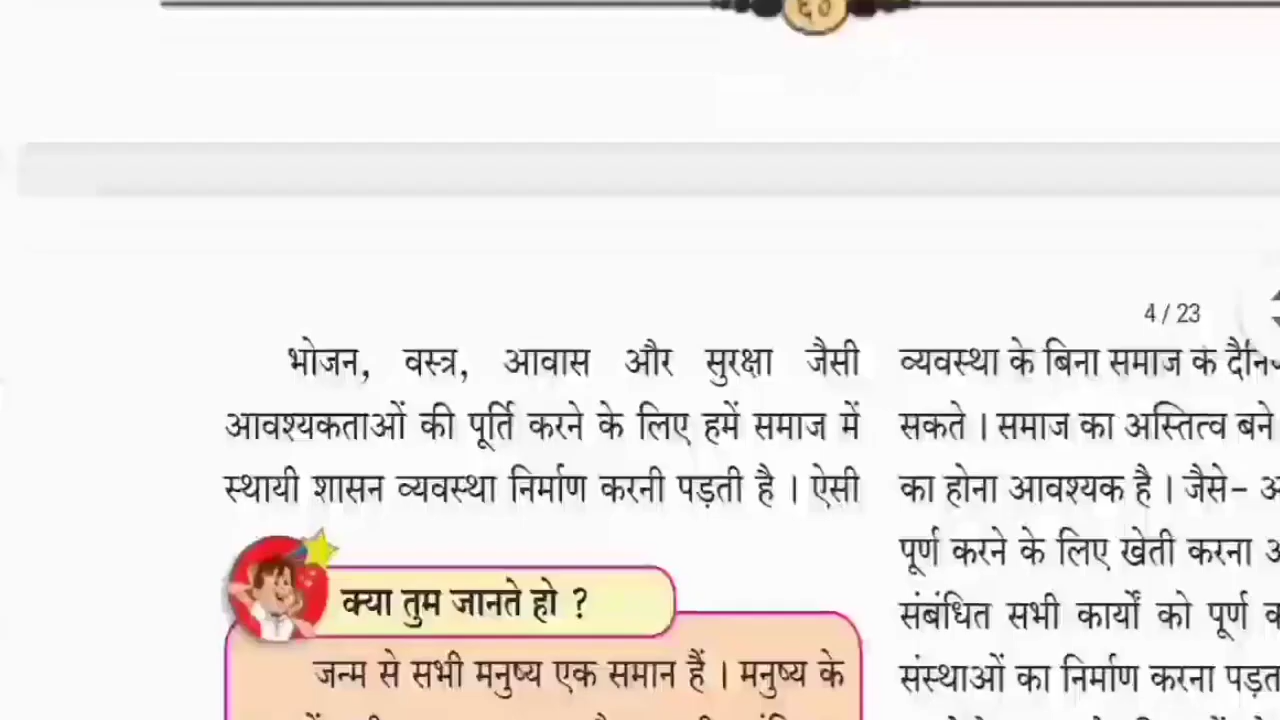 ६०
4 / 23
भोजन, वस्त्र, आवास और सुरक्षा जैसी
आवश्यकताओं की पूर्ति करने के लिए हमें समाज में
स्थायी शासन व्यवस्था निर्माण करनी पड़ती है । ऐसी
क्या तुम जानते हो ?
जन्म से सभी मनुष्य एक समान हैं । मनुष्य के
व्यवस्था के बिना समाज के
सकते । समाज का अस्तित्व बने
का होना आवश्यक है । जैसे-
पूर्ण करने के लिए खेती करना
संबंधित सभी कार्यों को पूर्ण
संस्थाओं का निर्माण करना